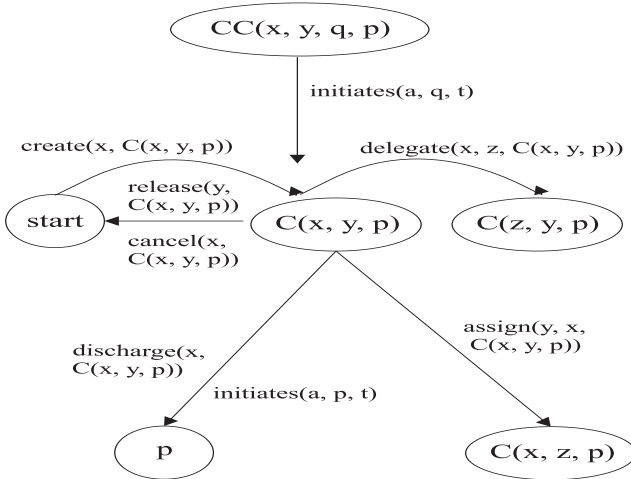 CC(x, y, q, p)
initiates(a, q, t)
create(x, C(x, y, p))
delegate(x, z, C(x, y, p))
release(y,
C(x, y, p))
start
C(x, y, p)
C(z, y, p)
cancel(x,
C(x, y, p))
assign(y, x,
C(x, y, p))
discharge(x,
C(x, y, p))
initiates(a, p, t)
p
C(x, z, p)